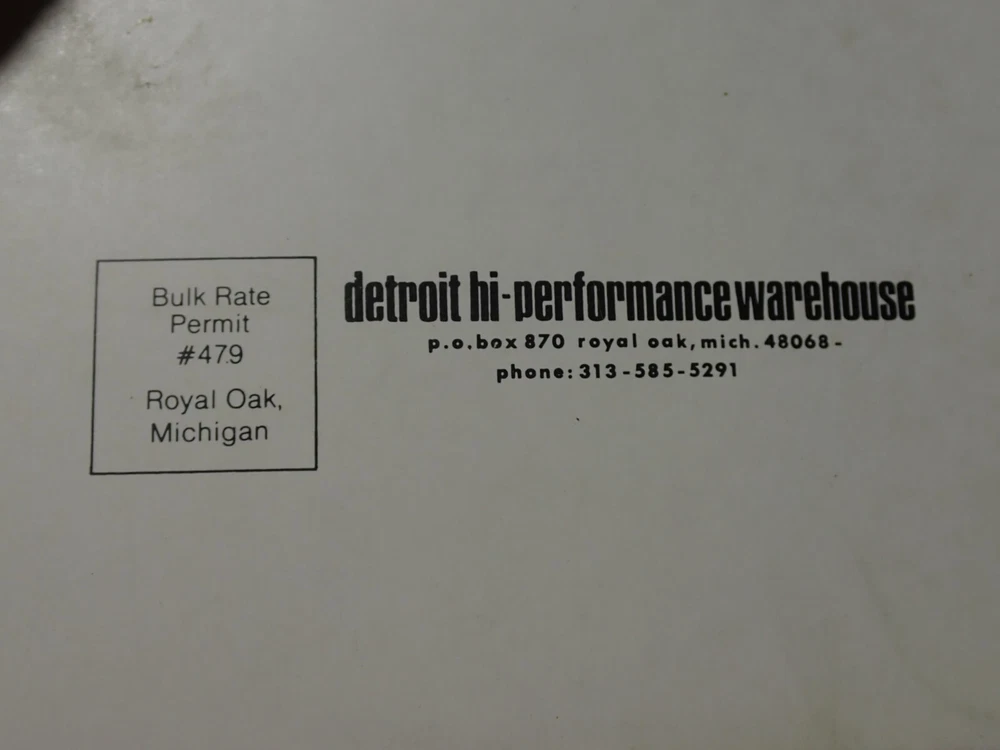 Bulk Rate
Permit
#479
Royal Oak,
Michigan
detroit hi-performance warehouse
p.o.box 870 royal oak, mich. 48068 -
phone: 313-585-5291